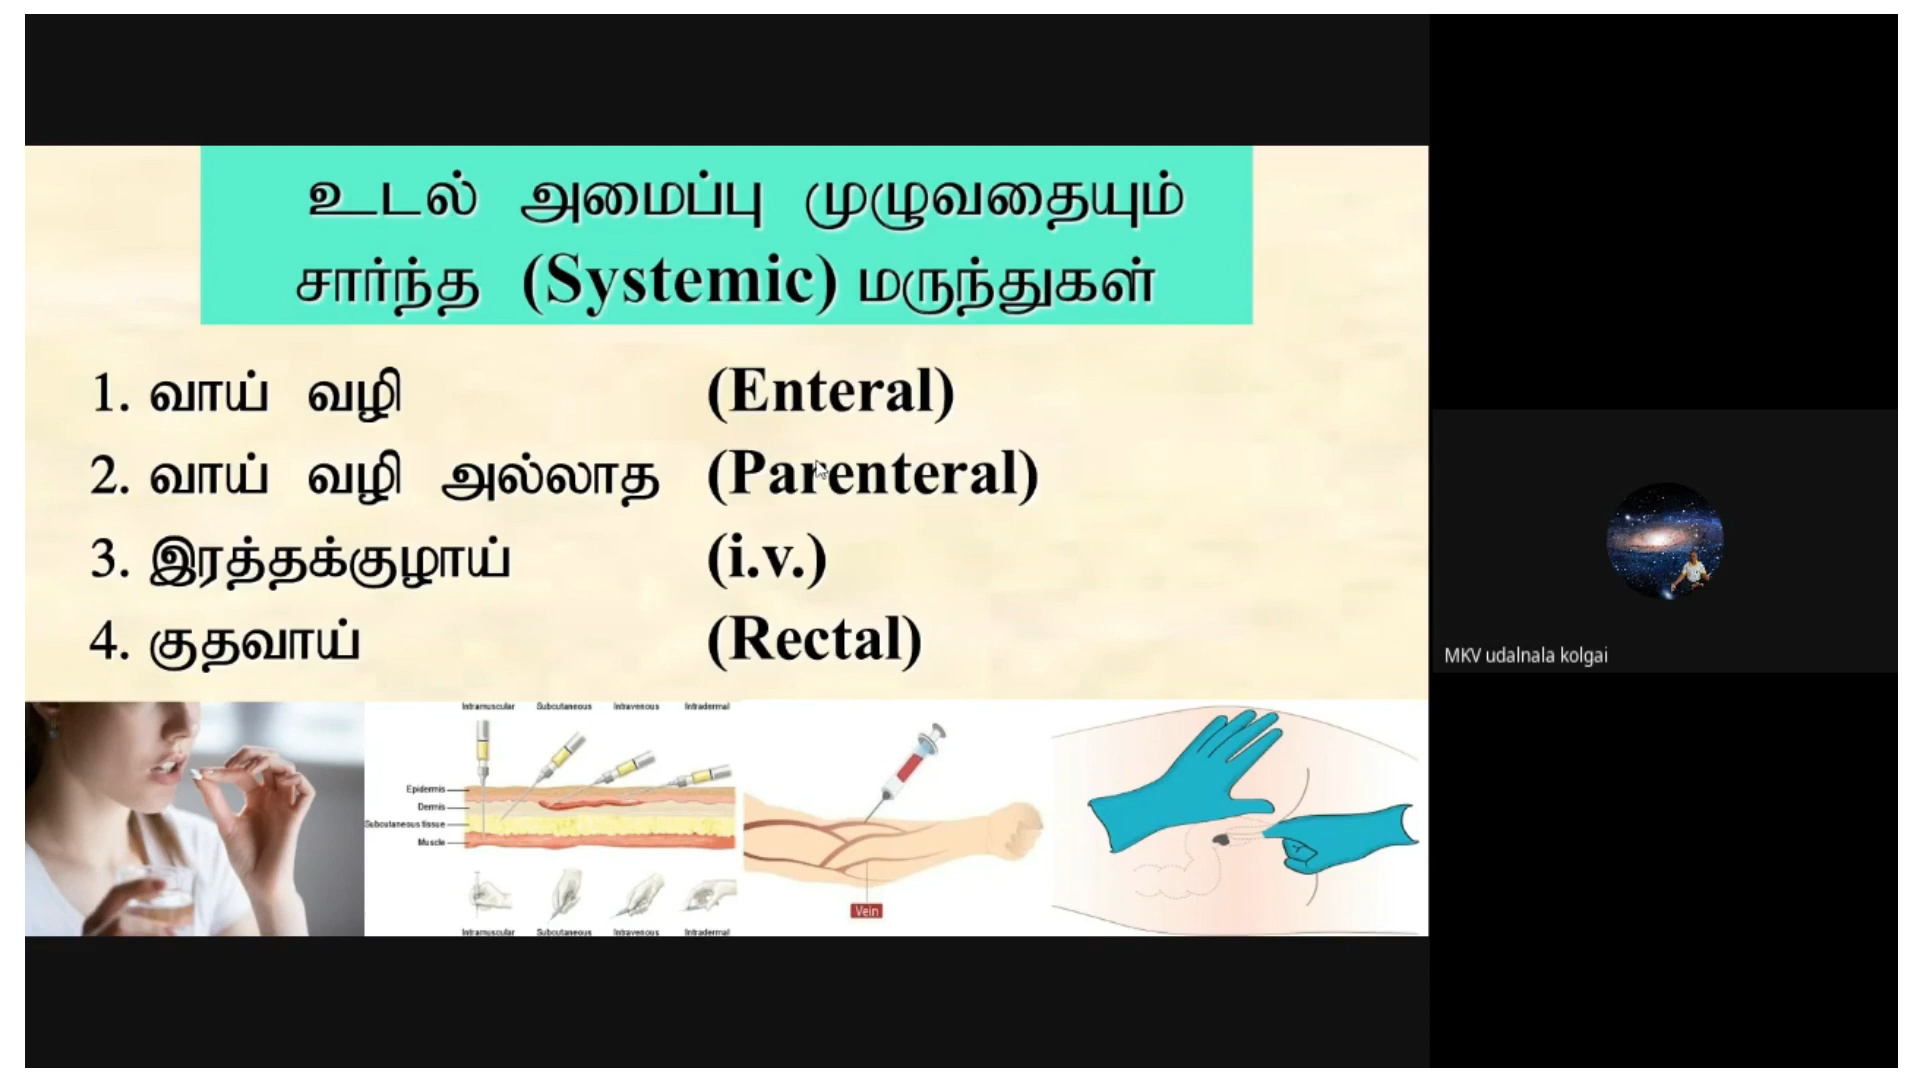 உடல் அமைப்பு முழுவதையும்
சார்ந்த (Systemic) மருந்துகள்
1. வாய் வழி (Enteral)
2. வாய் வழி அல்லாத (Parenteral)
3. இரத்தக்குழாய் (i.v.)
4. குதவாய் (Rectal)
Intramuscular Subcutaneous Intravenous Intradermal
Epidermis
Dermis
Subcutaneous tissue
Muscle
Intramuscular Subcutaneous Intravenous Intradermal
Vein
MKV udalnala kolgai